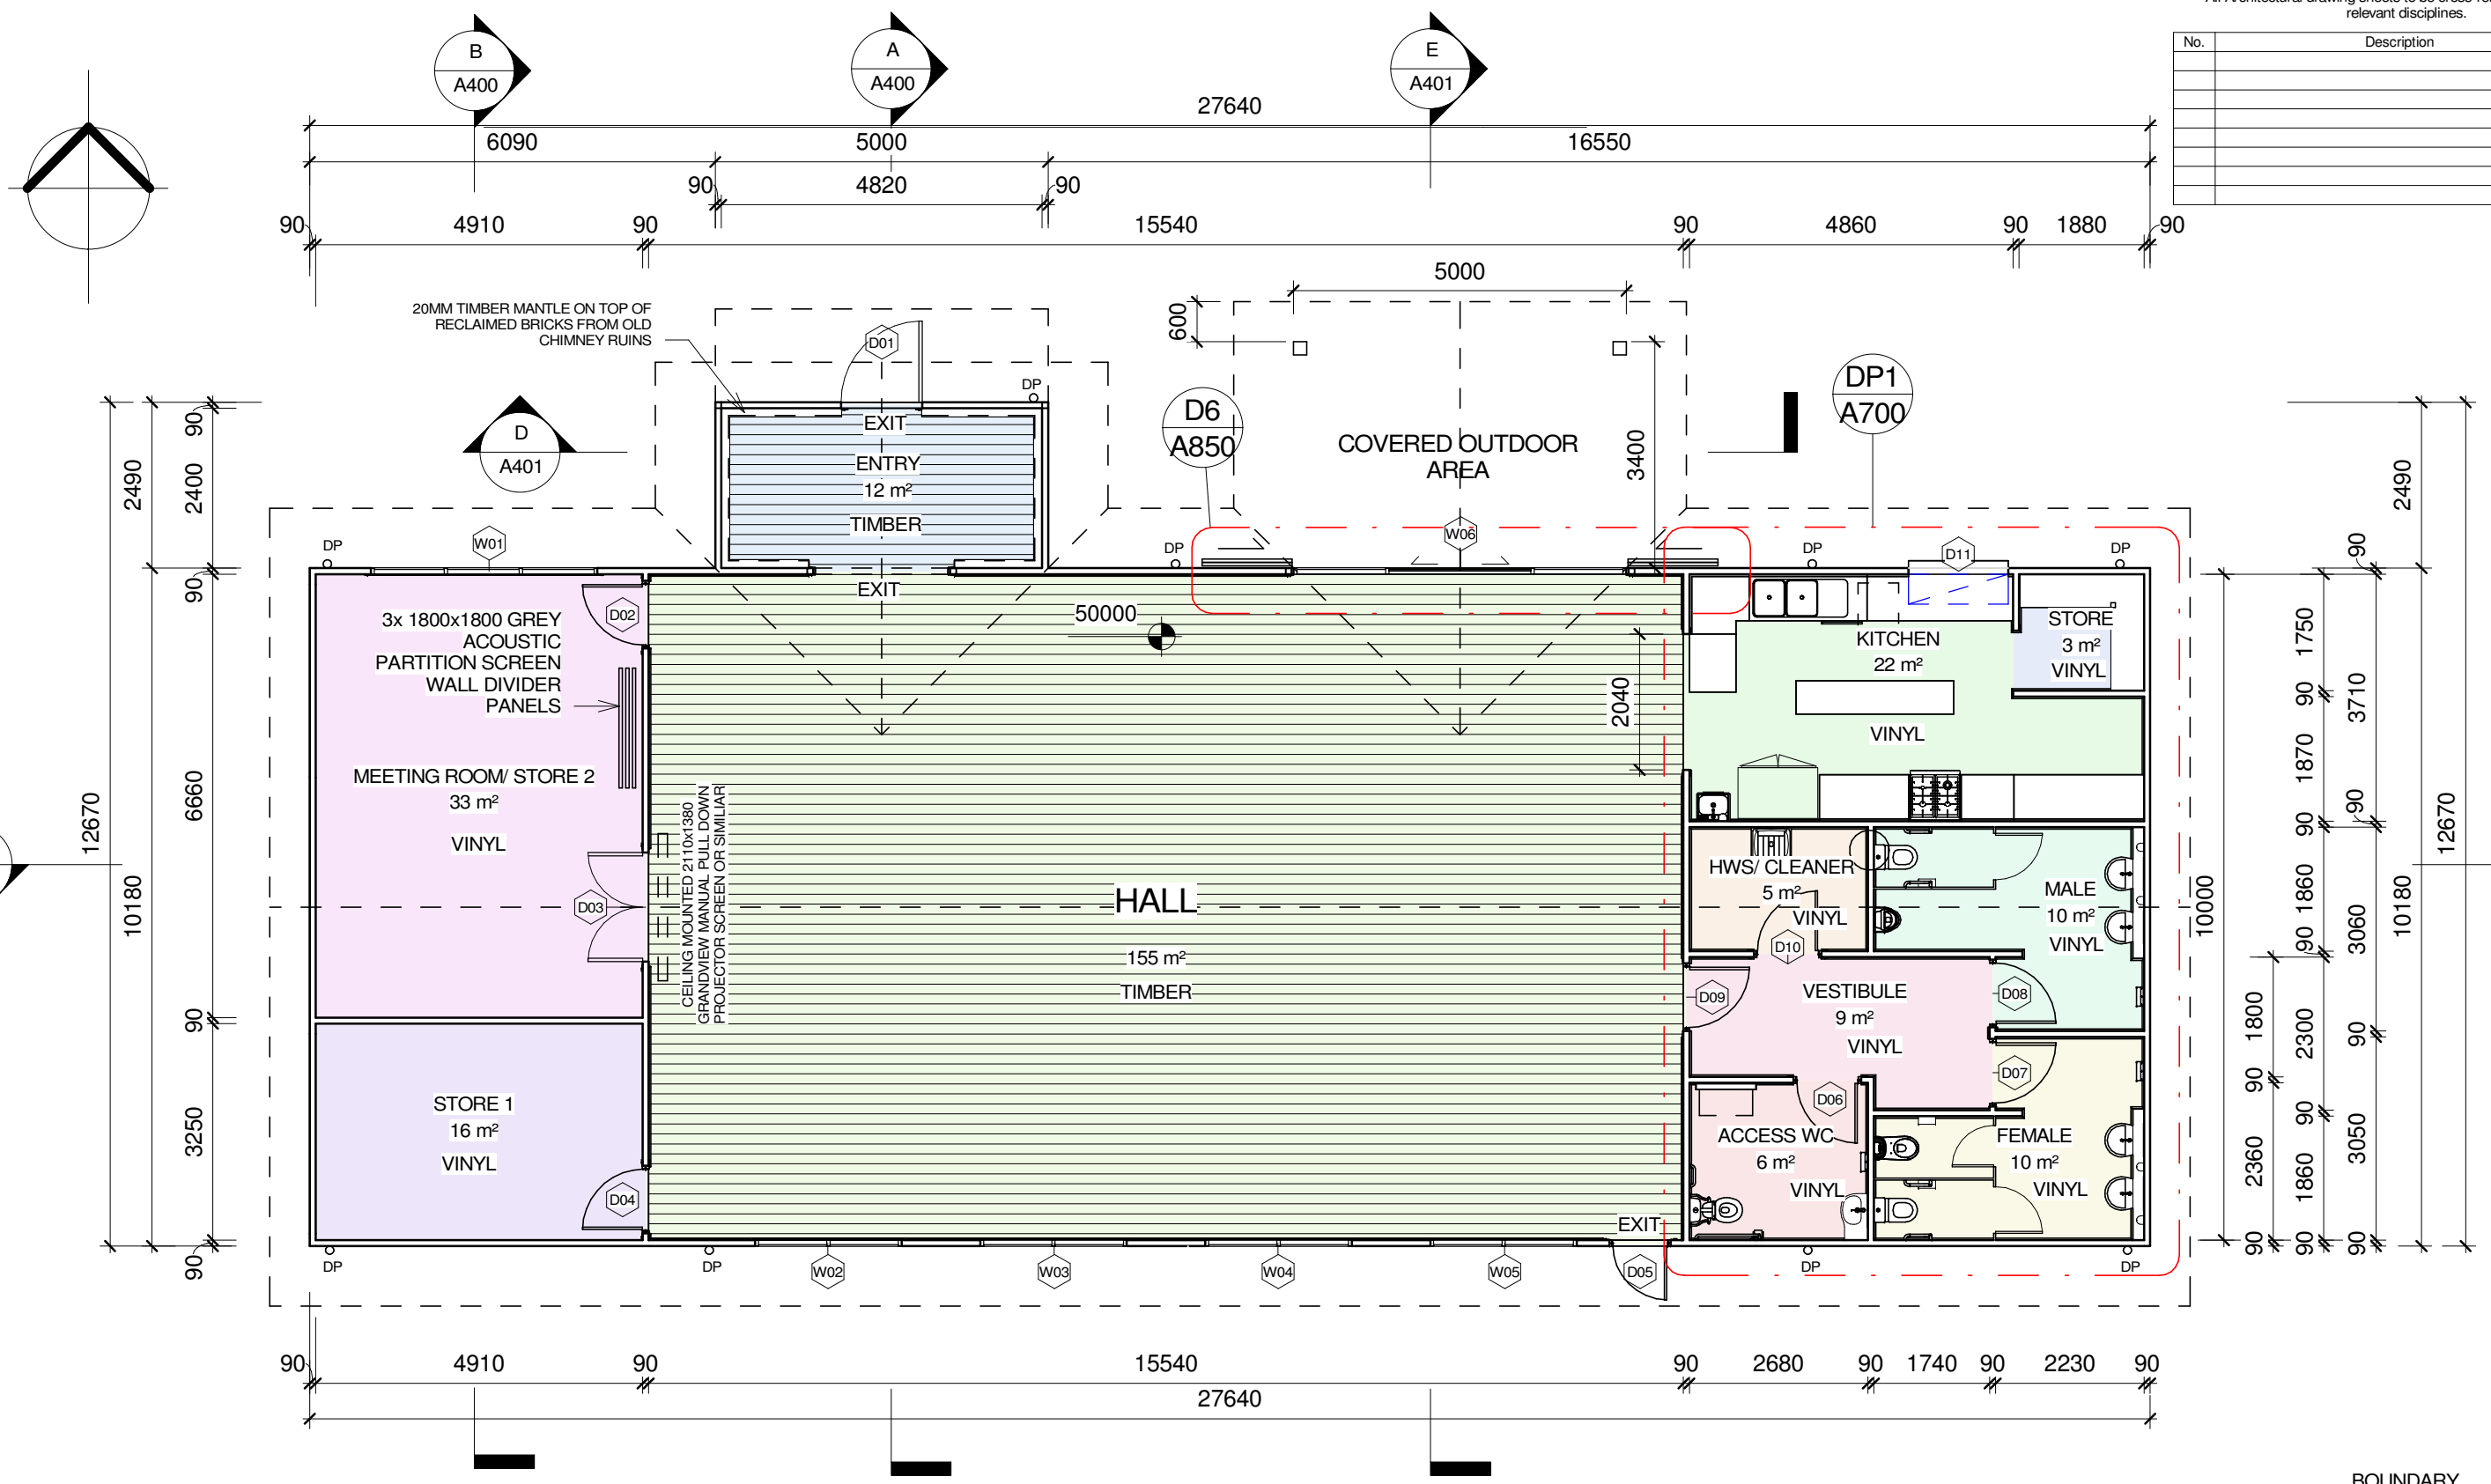 relevant disciplines.
No.
Description
B
A400
A
A400
E
A401
27640
6090
5000
16550
90
4820
90
90
4910
90
15540
90
4860
90
1880
90
5000
600
20MM TIMBER MANTLE ON TOP OF
RECLAIMED BRICKS FROM OLD
CHIMNEY RUINS
D01
DP
D
A401
EXIT
ENTRY
12 m²
TIMBER
EXIT
D6
A850
COVERED OUTDOOR
AREA
3400
DP1
A700
DP
W01
DP
W06
DP
D11
DP
90
2400
2490
90
6660
12670
10180
90
3250
90
3x 1800x1800 GREY
ACOUSTIC
PARTITION SCREEN
WALL DIVIDER
PANELS
D02
MEETING ROOM/ STORE 2
33 m²
VINYL
D03
CEILING MOUNTED 2110x1380
GRANDVIEW MANUAL PULL DOWN
PROJECTOR SCREEN OR SIMILIAR
50000
2040
HALL
155 m²
TIMBER
KITCHEN
22 m²
VINYL
STORE
3 m²
VINYL
HWS/ CLEANER
5 m²
VINYL
D10
MALE
10 m²
VINYL
D09
VESTIBULE
9 m²
VINYL
D08
D07
D06
ACCESS WC
6 m²
VINYL
FEMALE
10 m²
VINYL
STORE 1
16 m²
VINYL
D04
EXIT
DP
DP
W02
W03
W04
W05
D05
DP
DP
2490
90
1750
90
3710
1870
90
90
1860
10000
90
3060
10180
12670
1800
2300
90
90
90
3050
2360
1860
90
90
90
90
4910
90
15540
90
2680
90
1740
90
2230
90
27640
BOUNDARY